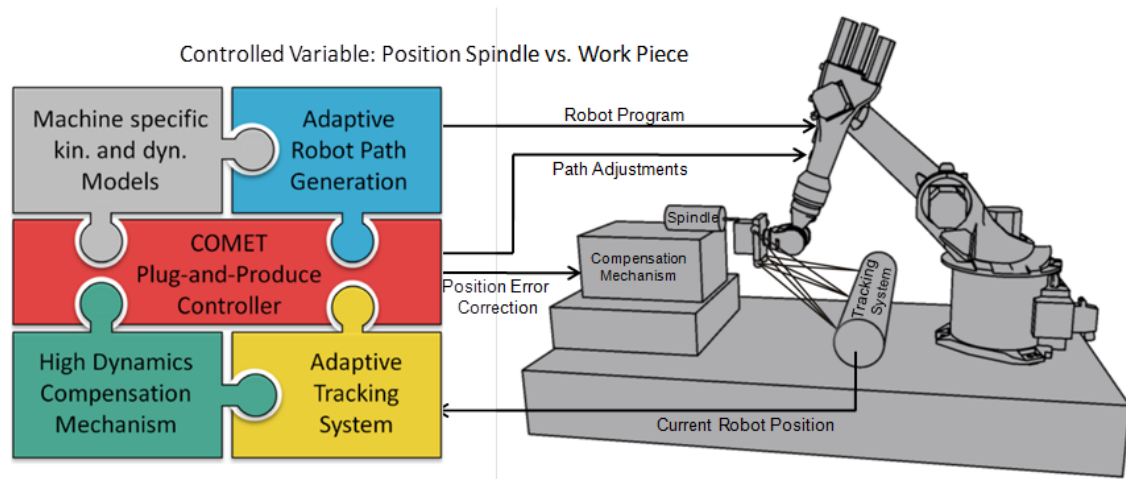 Controlled Variable: Position Spindle vs. Work Piece
Machine specific
kin. and dyn.
Models
Adaptive
Robot Path
Generation
COMET
Plug-and-Produce
Controller
High Dynamics
Compensation
Mechanism
Adaptive
Tracking
System
Robot Program
Path Adjustments
Position Error
Correction
Current Robot Position
Spindle
Compensation
Mechanism
Tracking
System